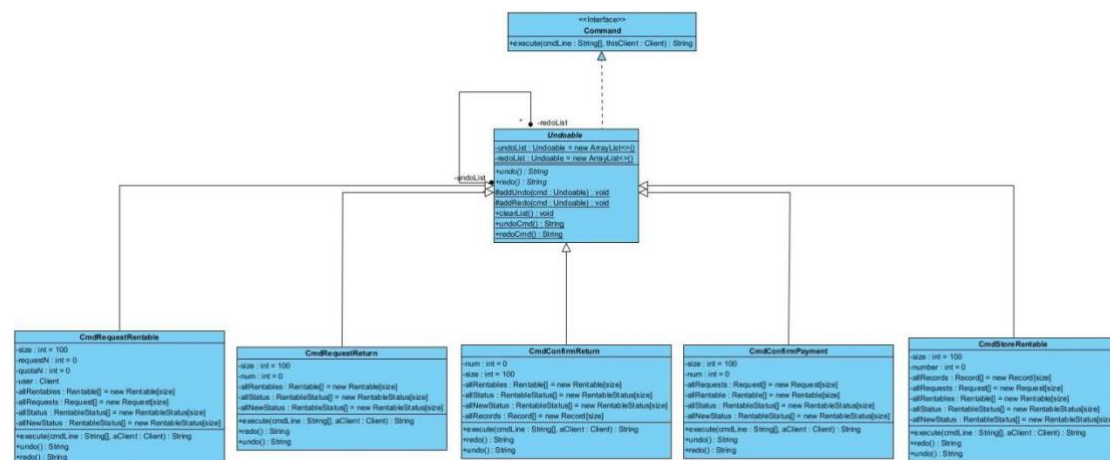 <<Interface>>
Command
+execute(cmdLine : String[], thisClient : Client) : String
* -redoList
Undoable
-undoList : Undoable = new ArrayList<>()
-redoList : Undoable = new ArrayList<>()
+undo() : String
+redo() : String
#addUndo(cmd : Undoable) : void
#addRedo(cmd : Undoable) : void
+clearList() : void
+undoCmd() : String
+redoCmd() : String
-undoList
CmdRequestRentable
-size : int = 100
-requestN : int = 0
-quotaN : int = 0
-user : Client
-allRentables : Rentable[] = new Rentable[size]
-allRequests : Request[] = new Request[size]
-allStatus : RentableStatus[] = new RentableStatus[size]
-allNewStatus : RentableStatus[] = new RentableStatus[size]
+execute(cmdLine : String[], aClient : Client) : String
+undo() : String
+redo() : String
CmdRequestReturn
-size : int = 100
-num : int = 0
-allRentables : Rentable[] = new Rentable[size]
-allStatus : RentableStatus[] = new RentableStatus[size]
-allNewStatus : RentableStatus[] = new RentableStatus[size]
+execute(cmdLine : String[], aClient : Client) : String
+redo() : String
+undo() : String
CmdConfirmReturn
-num : int = 0
-size : int = 100
-allRentables : Rentable[] = new Rentable[size]
-allStatus : RentableStatus[] = new RentableStatus[size]
-allNewStatus : RentableStatus[] = new RentableStatus[size]
-allRecords : Record[] = new Record[size]
+execute(cmdLine : String[], aClient : Client) : String
+redo() : String
+undo() : String
CmdConfirmPayment
-size : int = 100
-num : int = 0
-allRequests : Request[] = new Request[size]
-allRentable : Rentable[] = new Rentable[size]
-allStatus : RentableStatus[] = new RentableStatus[size]
-allNewStatus : RentableStatus[] = new RentableStatus[size]
+execute(cmdLine : String[], aClient : Client) : String
+redo() : String
+undo() : String
CmdStoreRentable
-size : int = 100
-number : int = 0
-allRecords : Record[] = new Record[size]
-allRequests : Request[] = new Request[size]
-allRentables : Rentable[] = new Rentable[size]
-allStatus : RentableStatus[] = new RentableStatus[size]
-allNewStatus : RentableStatus[] = new RentableStatus[size]
+execute(cmdLine : String[], aClient : Client) : String
+undo() : String
+redo() : String